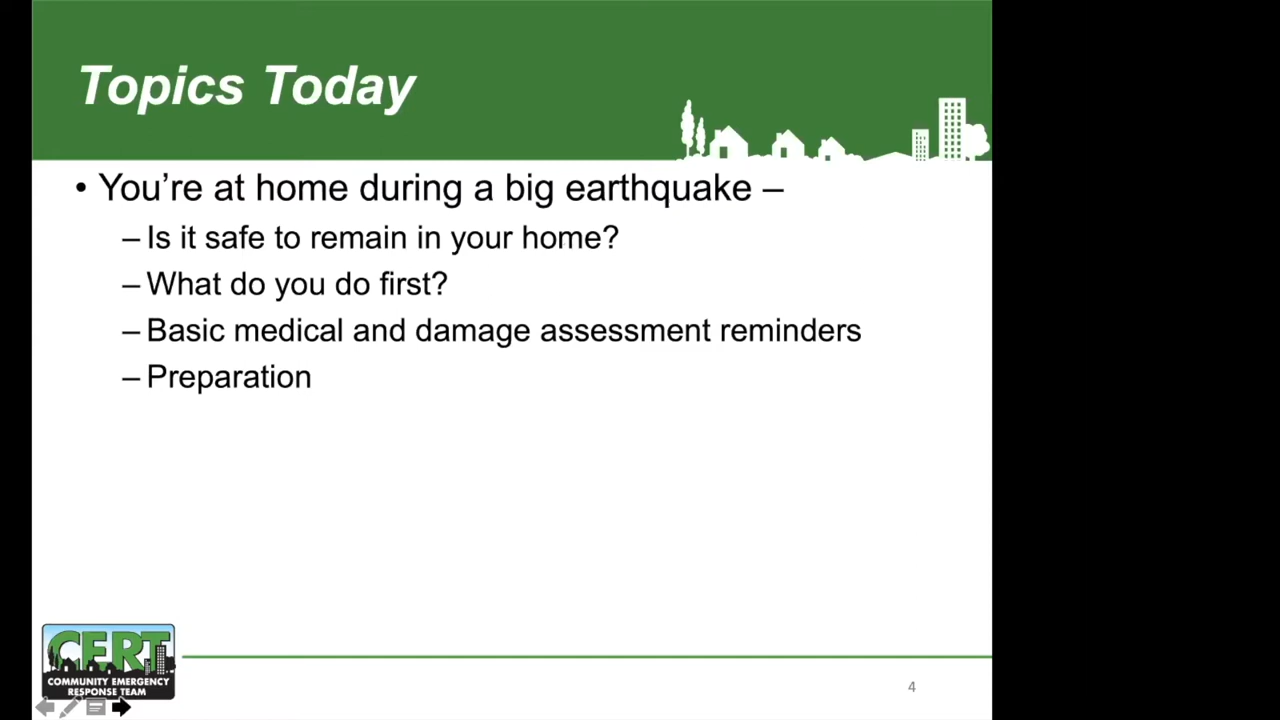 Topics Today
• You’re at home during a big earthquake –
– Is it safe to remain in your home?
– What do you do first?
– Basic medical and damage assessment reminders
– Preparation
CERT
COMMUNITY EMERGENCY
RESPONSE TEAM
4